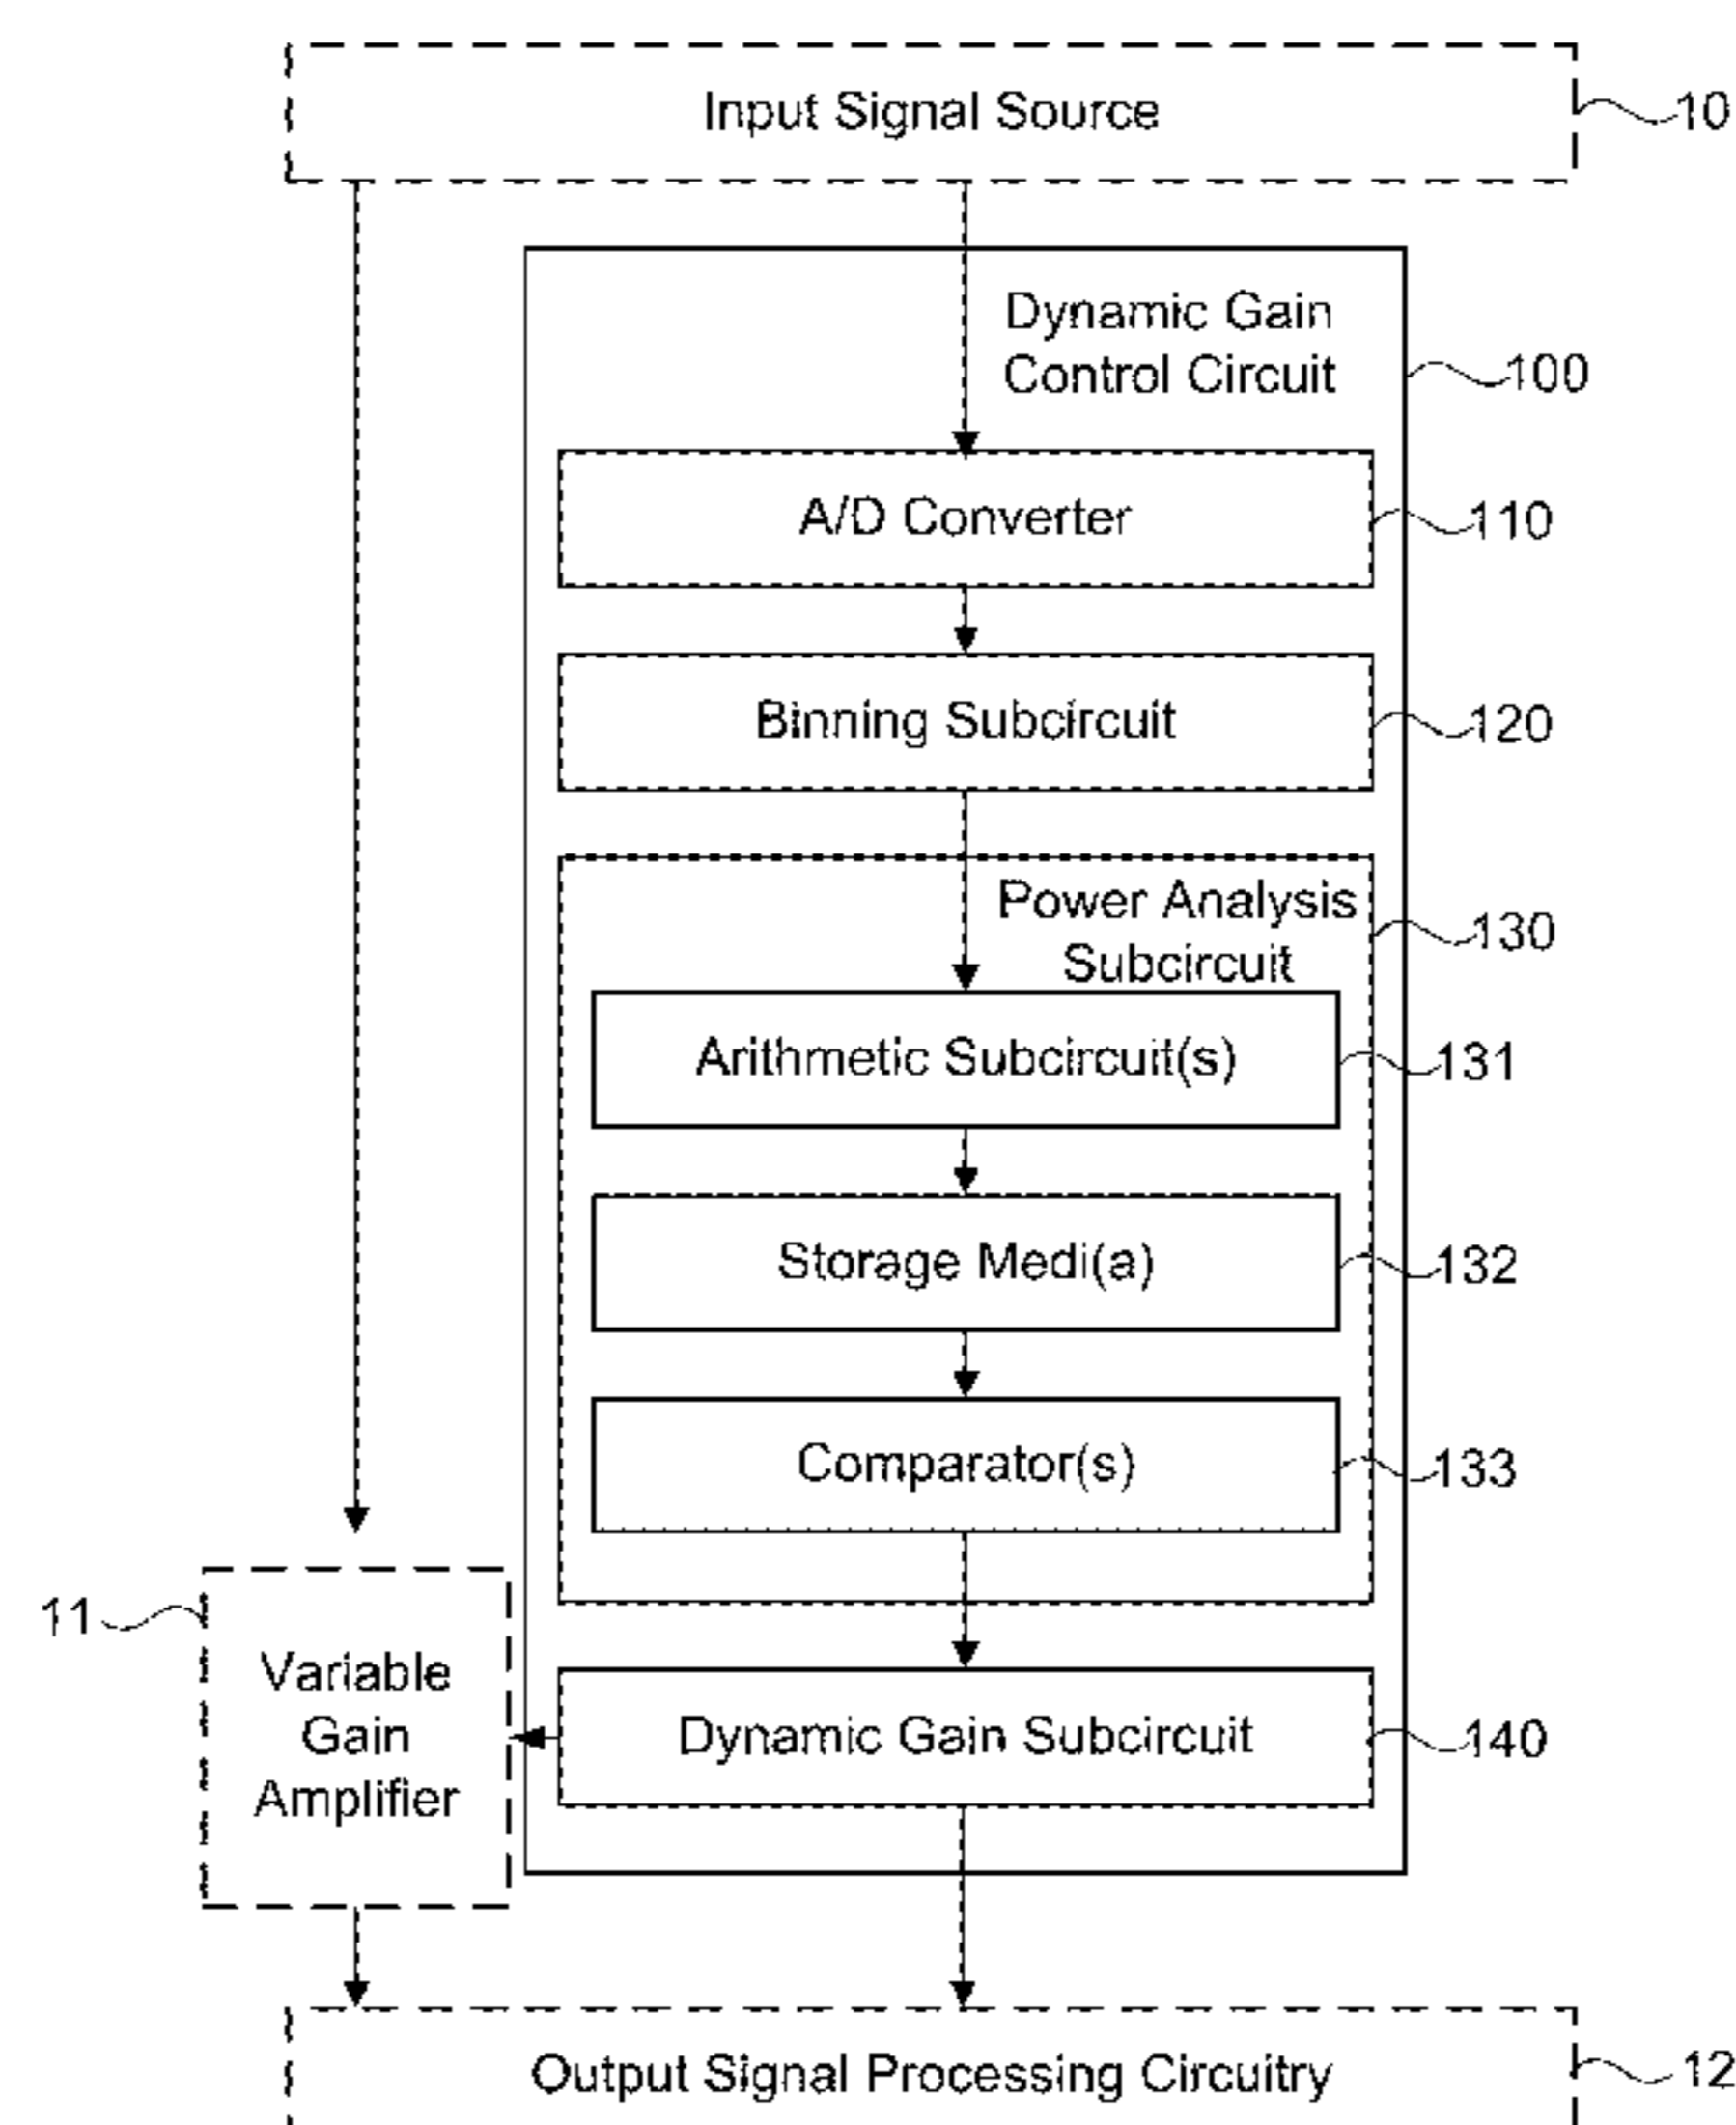 Input Signal Source
10
Dynamic Gain
Control Circuit
100
A/D Converter
110
Binning Subcircuit
120
Power Analysis
Subcircuit
130
Arithmetic Subcircuit(s)
131
Storage Medi(a)
132
Comparator(s)
133
11
Variable
Gain
Amplifier
Dynamic Gain Subcircuit
140
Output Signal Processing Circuitry
12